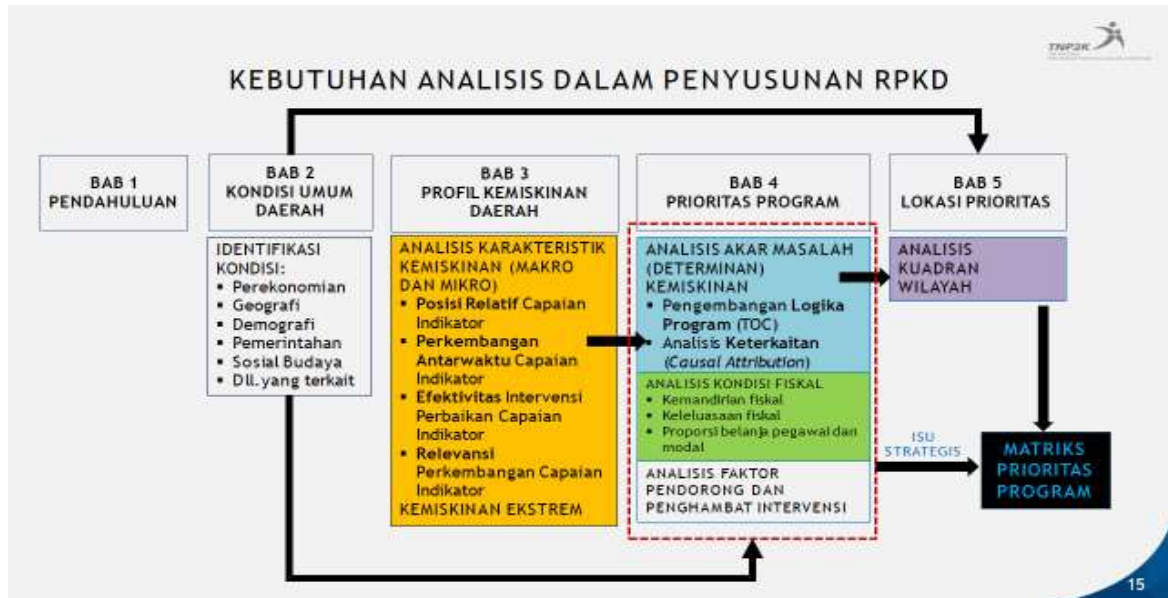 TNP2K
KEBUTUHAN ANALISIS DALAM PENYUSUNAN RPKD
BAB 1
PENDAHULUAN
BAB 2
KONDISI UMUM
DAERAH
IDENTIFIKASI
KONDISI:
▪ Perekonomian
▪ Geografi
▪ Demografi
▪ Pemerintahan
▪ Sosial Budaya
▪ Dll.yang terkait
BAB 3
PROFIL KEMISKINAN
DAERAH
ANALISIS KARAKTERISTIK
KEMISKINAN (MAKRO
DAN MIKRO)
▪ Posisi Relatif Capaian
Indikator
▪ Perkembangan
Antarwaktu Capaian
Indikator
▪ Efektivitas Intervensi
Perbaikan Capaian
Indikator
▪ Relevansi
Perkembangan Capaian
Indikator
KEMISKINAN EKSTREM
BAB 4
PRIORITAS PROGRAM
ANALISIS AKAR MASALAH
(DETERMINAN)
KEMISKINAN
▪ Pengembangan Logika
Program (TOC)
▪ Analisis Keterkaitan
(Causal Attribution)
ANALISIS KONDISI FISKAL
▪ Kemandirian fiskal
▪ Keleluasaan fiskal
▪ Proporsi belanja pegawai dan
modal
ANALISIS FAKTOR
PENDORONG DAN
PENGHAMBAT INTERVENSI
BAB 5
LOKASI PRIORITAS
ANALISIS
KUADRAN
WILAYAH
ISU
STRATEGIS
MATRIKS
PRIORITAS
PROGRAM
15